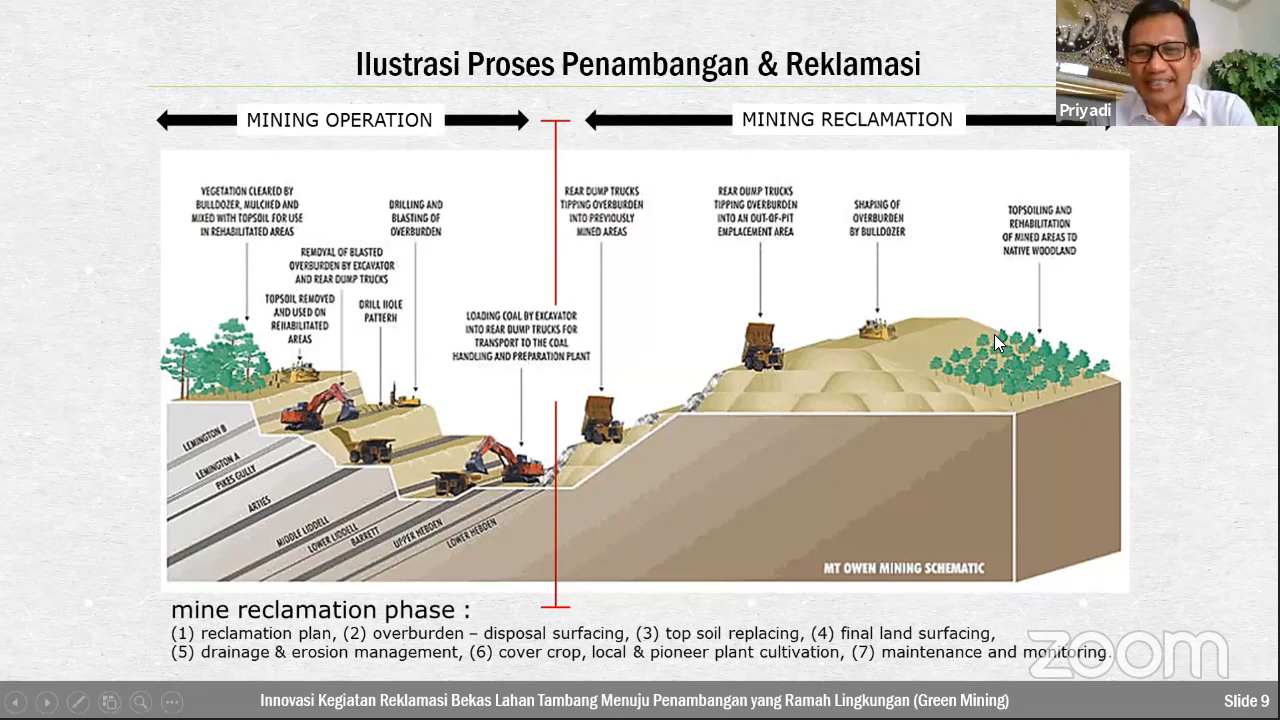 Ilustrasi Proses Penambangan & Reklamasi
Priyadi
MINING OPERATION
MINING RECLAMATION
VEGETATION CLEARED BY
BULLDOZER, MULCHED AND
MIXED WITH TOPSOIL FOR USE
IN REHABILITATED AREAS
DRILLING AND
BLASTING OF
OVERBURDEN
REAR DUMP TRUCKS
TIPPING OVERBURDEN
INTO PREVIOUSLY
MINED AREAS
REAR DUMP TRUCKS
TIPPING OVERBURDEN
INTO AN OUT-OF-PIT
EMPLACEMENT AREA
SHAPING OF
OVERBURDEN
BY BULLDOZER
TOPSOILING AND
REHABILITATION
OF MINED AREAS TO
NATIVE WOODLAND
REMOVAL OF BLASTED
OVERBURDEN BY EXCAVATOR
AND REAR DUMP TRUCKS
TOPSOIL REMOVED
AND USED ON
REHABILITATED
AREAS
DRILL HOLE
PATTERN
LOADING COAL BY EXCAVATOR
INTO REAR DUMP TRUCKS FOR
TRANSPORT TO THE COAL
HANDLING AND PREPARATION PLANT
LEMINGTON B
LEMINGTON A
PIKES GULLY
ARTIES
MIDDLE LIDDELL
LOWER LIDDELL
BARRETT
UPPER HEBDEN
LOWER HEBDEN
MT OWEN MINING SCHEMATIC
mine reclamation phase :
(1) reclamation plan, (2) overburden – disposal surfacing, (3) top soil replacing, (4) final land surfacing,
(5) drainage & erosion management, (6) cover crop, local & pioneer plant cultivation, (7) maintenance and monitoring.
zoom
Innovasi Kegiatan Reklamasi Bekas Lahan Tambang Menuju Penambangan yang Ramah Lingkungan (Green Mining)
Slide 9